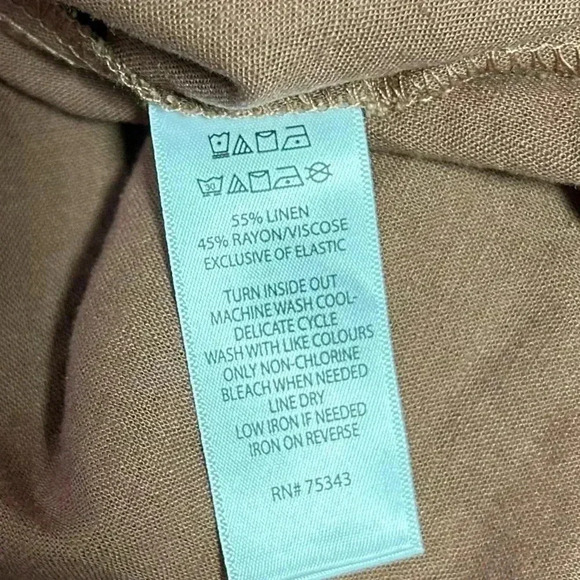 30
55% LINEN
45% RAYON/VISCOSE
EXCLUSIVE OF ELASTIC
TURN INSIDE OUT
MACHINE WASH COOL-
DELICATE CYCLE
WASH WITH LIKE COLOURS
ONLY NON-CHLORINE
BLEACH WHEN NEEDED
LINE DRY
LOW IRON IF NEEDED
IRON ON REVERSE
RN# 75343